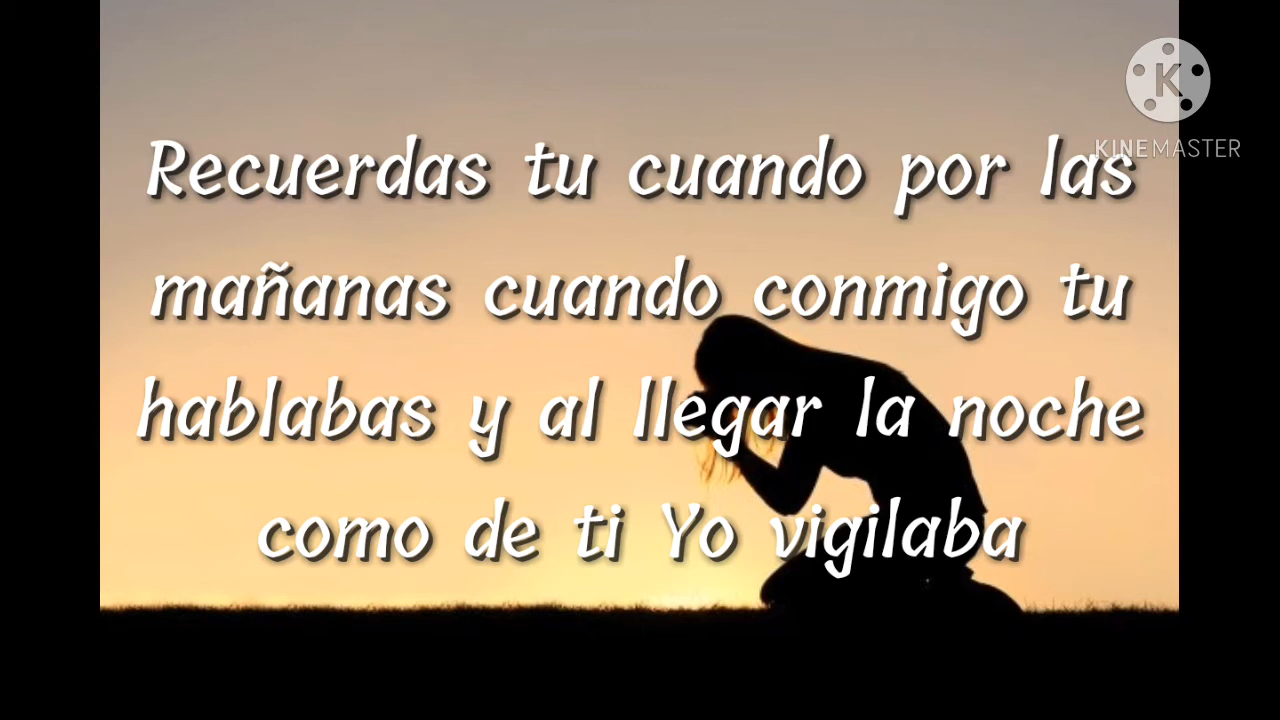 KINEMASTER
Recuerdas tu cuando por las
mañanas cuando conmigo tu
hablabas y al llegar la noche
como de ti Yo vigilaba